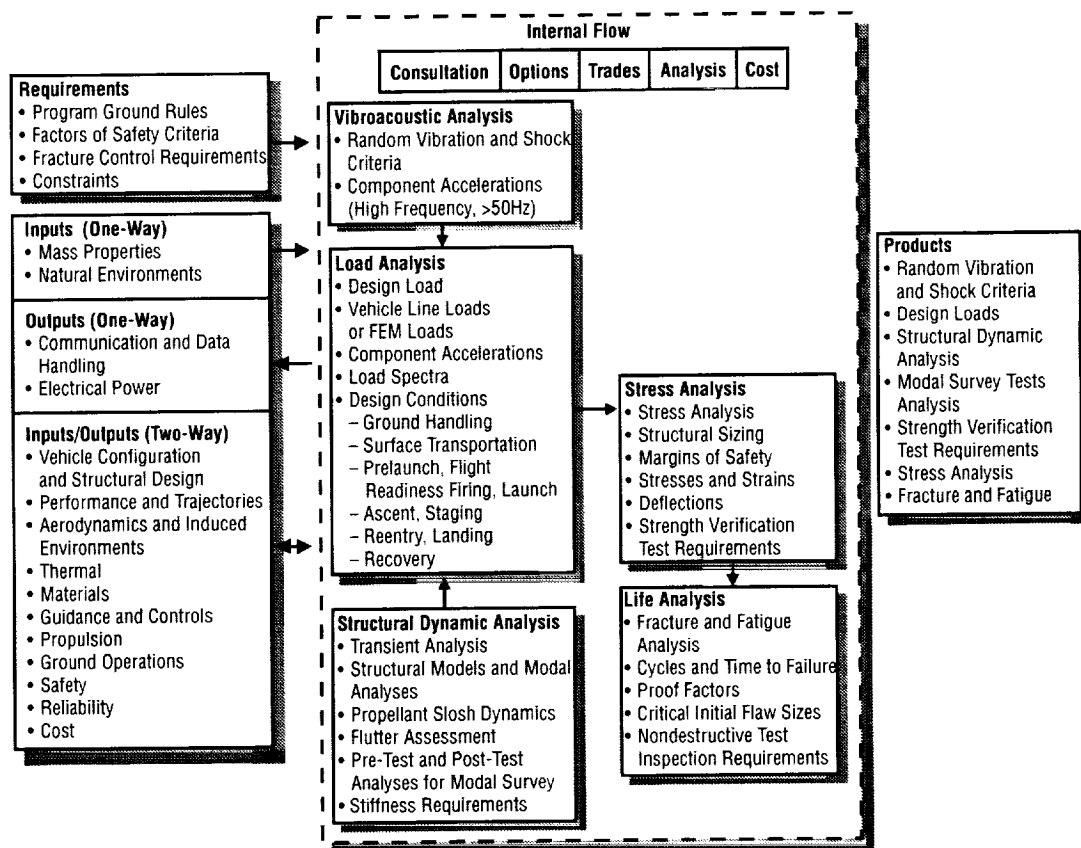 Internal Flow
Consultation
Options
Trades
Analysis
Cost
Requirements
• Program Ground Rules
• Factors of Safety Criteria
• Fracture Control Requirements
• Constraints
Inputs (One-Way)
• Mass Properties
• Natural Environments
Outputs (One-Way)
• Communication and Data
Handling
• Electrical Power
Inputs/Outputs (Two-Way)
• Vehicle Configuration
and Structural Design
• Performance and Trajectories
• Aerodynamics and Induced
Environments
• Thermal
• Materials
• Guidance and Controls
• Propulsion
• Ground Operations
• Safety
• Reliability
• Cost
Vibroacoustic Analysis
• Random Vibration and Shock
Criteria
• Component Accelerations
(High Frequency, >50Hz)
Load Analysis
• Design Load
• Vehicle Line Loads
or FEM Loads
• Component Accelerations
• Load Spectra
• Design Conditions
– Ground Handling
– Surface Transportation
– Prelaunch, Flight
Readiness Firing, Launch
– Ascent, Staging
– Reentry, Landing
– Recovery
Structural Dynamic Analysis
• Transient Analysis
• Structural Models and Modal
Analyses
• Propellant Slosh Dynamics
• Flutter Assessment
• Pre-Test and Post-Test
Analyses for Modal Survey
• Stiffness Requirements
Stress Analysis
• Stress Analysis
• Structural Sizing
• Margins of Safety
• Stresses and Strains
• Deflections
• Strength Verification
Test Requirements
Life Analysis
• Fracture and Fatigue
Analysis
• Cycles and Time to Failure
• Proof Factors
• Critical Initial Flaw Sizes
• Nondestructive Test
Inspection Requirements
Products
• Random Vibration
and Shock Criteria
• Design Loads
• Structural Dynamic
Analysis
• Modal Survey Tests
Analysis
• Strength Verification
Test Requirements
• Stress Analysis
• Fracture and Fatigue